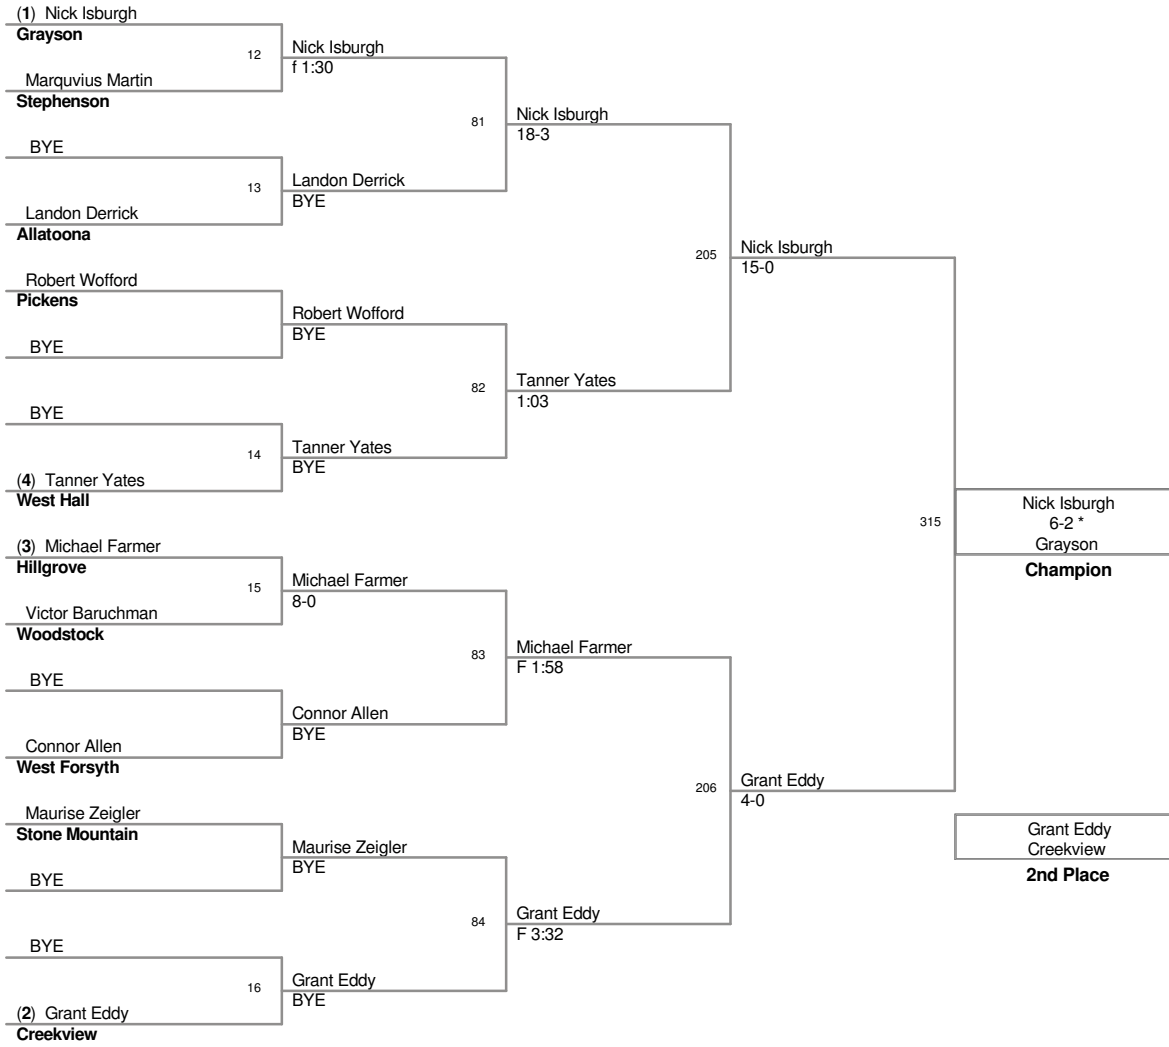 (1) Nick Isburgh
Grayson
12
Nick Isburgh
f 1:30
Marquvius Martin
Stephenson
81
Nick Isburgh
18-3
BYE
13
Landon Derrick
BYE
Landon Derrick
Allatoona
205
Nick Isburgh
15-0
Robert Wofford
Pickens
Robert Wofford
BYE
BYE
82
Tanner Yates
1:03
BYE
14
Tanner Yates
BYE
(4) Tanner Yates
West Hall
315
Nick Isburgh
6-2 *
Grayson
Champion
(3) Michael Farmer
Hillgrove
15
Michael Farmer
8-0
Victor Baruchman
Woodstock
83
Michael Farmer
F 1:58
BYE
Connor Allen
BYE
Connor Allen
West Forsyth
206
Grant Eddy
4-0
Maurise Zeigler
Stone Mountain
Maurise Zeigler
BYE
BYE
Grant Eddy
Creekview
2nd Place
84
Grant Eddy
F 3:32
BYE
16
Grant Eddy
BYE
(2) Grant Eddy
Creekview